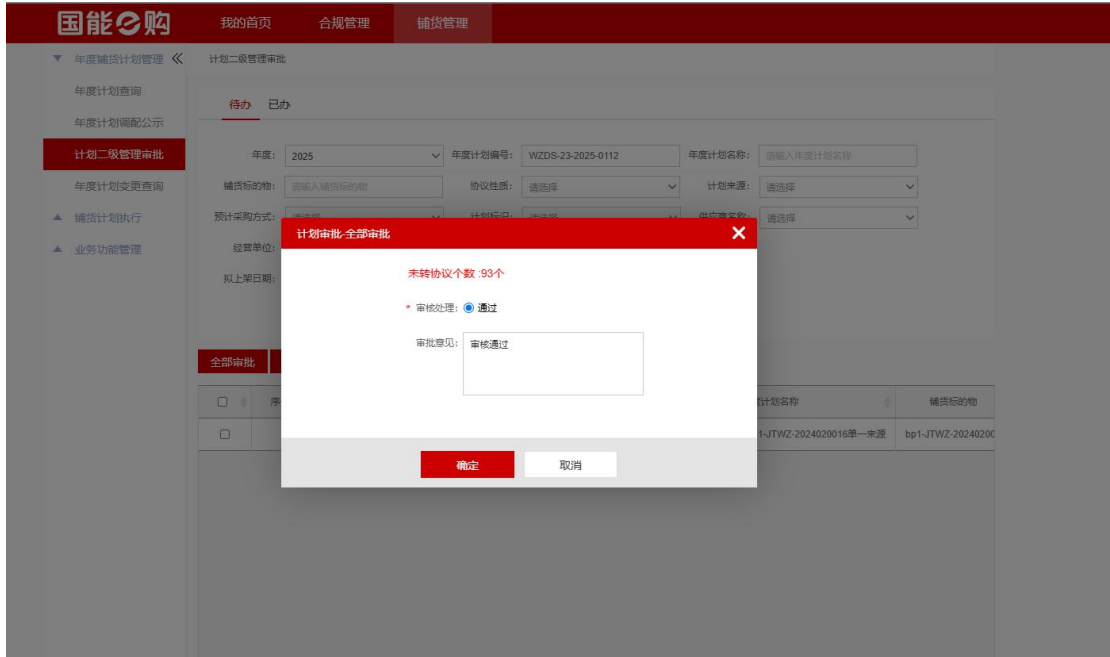 国能e购 我的首页 合规管理 铺货管理
年度铺货计划管理 计划二级管理审批
年度计划查询
待办 已办
年度计划调配公示
计划二级管理审批
年度: 2025 年度计划编号: WZDS-23-2025-0112 年度计划名称: 请输入年度计划名称
年度计划变更查询
铺货标的物: 请输入铺货标的物 协议性质: 请选择 计划来源: 请选择
铺货计划执行
预计采购方式: 请选择 计划标识: 请选择 供应商名称: 请选择
业务功能管理
经营单位:
拟上架日期:
计划审批-全部审批
未转协议个数 :93个
* 审核处理: 通过
审批意见: 审核通过
确定 取消
全部审批
序 计划名称 铺货标的物
1-JTWZ-2024020016单一来源 bp1-JTWZ-20240200